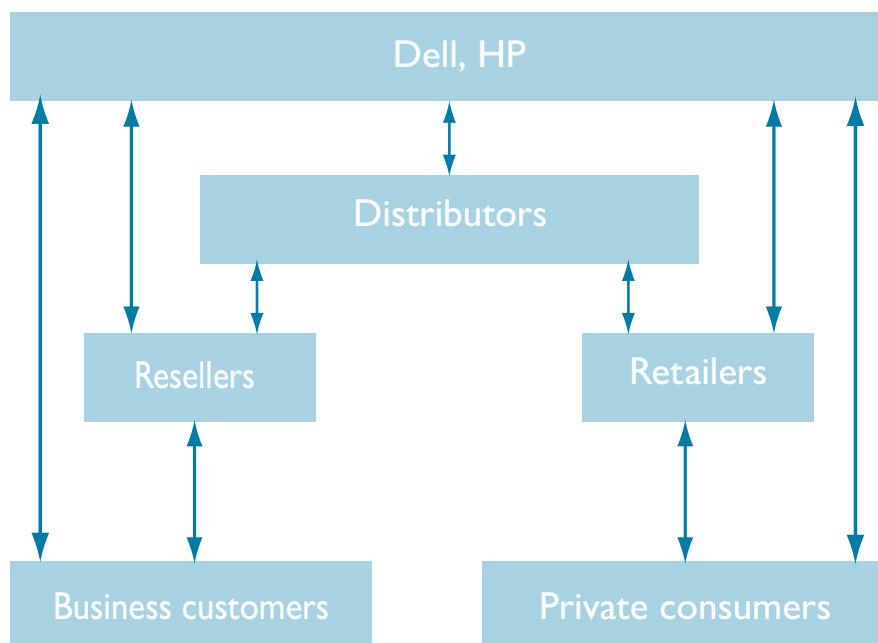 Dell, HP
Distributors
Resellers
Retailers
Business customers
Private consumers